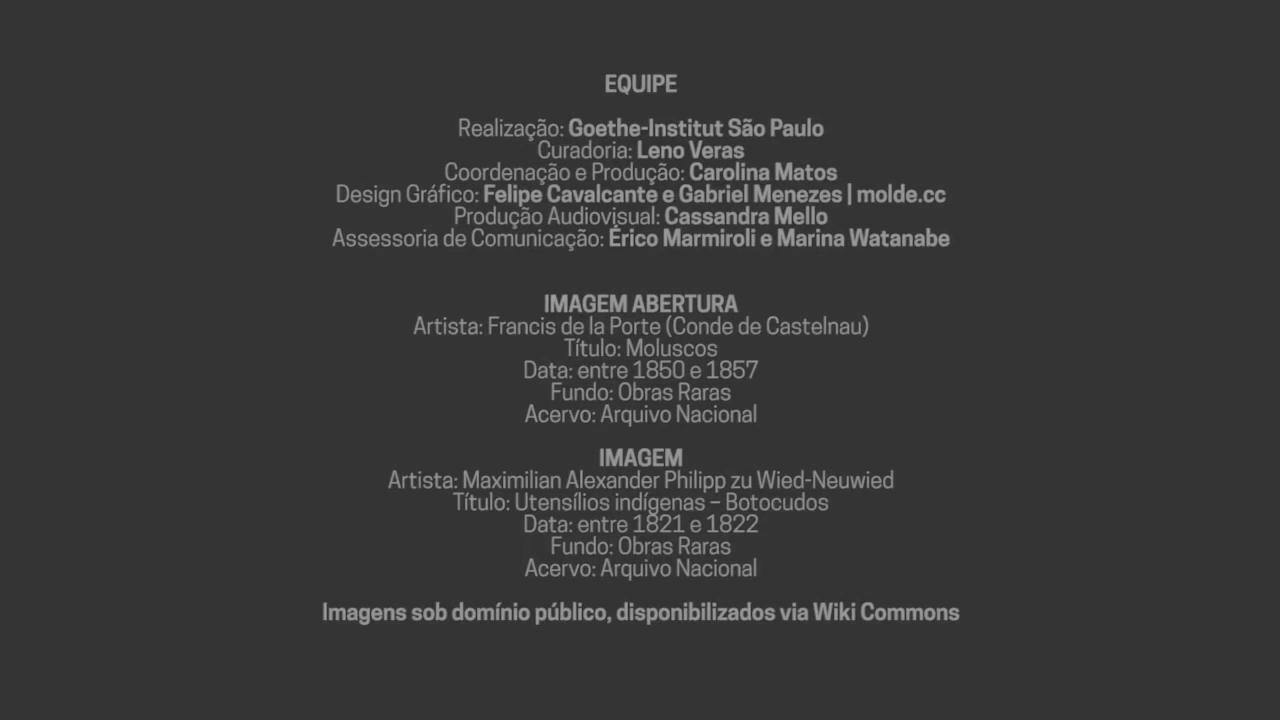 EQUIPE
Realização: Goethe-Institut São Paulo
Curadoria: Leno Veras
Coordenação e Produção: Carolina Matos
Design Gráfico: Felipe Cavalcante e Gabriel Menezes | molde.cc
Produção Audiovisual: Cassandra Mello
Assessoria de Comunicação: Érico Marmiroli e Marina Watanabe
IMAGEM ABERTURA
Artista: Francis de la Porte (Conde de Castelnau)
Título: Moluscos
Data: entre 1850 e 1857
Fundo: Obras Raras
Acervo: Arquivo Nacional
IMAGEM
Artista: Maximilian Alexander Philipp zu Wied-Neuwied
Título: Utensílios indígenas – Botocudos
Data: entre 1821 e 1822
Fundo: Obras Raras
Acervo: Arquivo Nacional
Imagens sob domínio público, disponibilizados via Wiki Commons